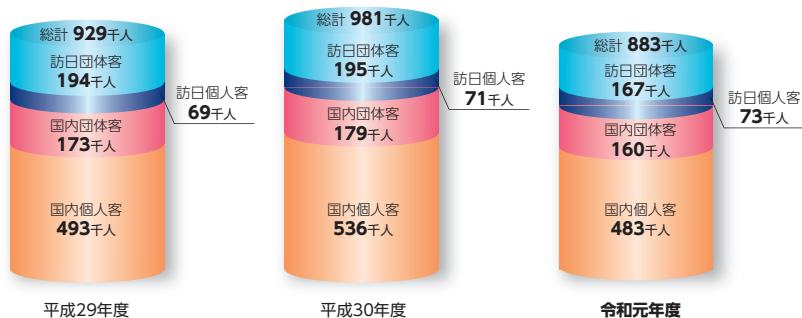 総計 929千人
訪日団体客
194千人
訪日個人客
69千人
国内団体客
173千人
国内個人客
493千人
平成29年度
総計 981千人
訪日団体客
195千人
訪日個人客
71千人
国内団体客
179千人
国内個人客
536千人
平成30年度
総計 883千人
訪日団体客
167千人
訪日個人客
73千人
国内団体客
160千人
国内個人客
483千人
令和元年度